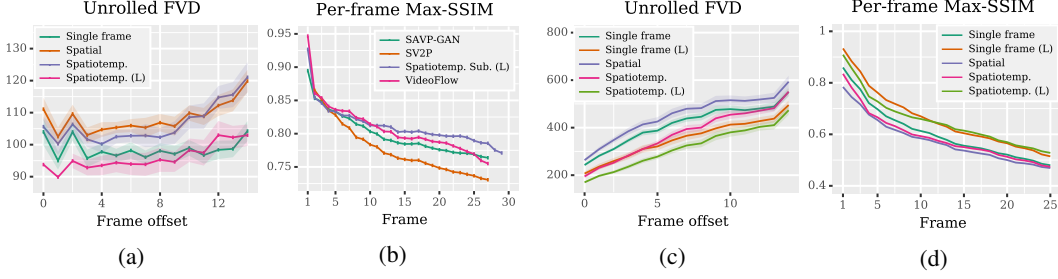 Unrolled FVD
130
120
110
100
90
Single frame
Spatial
Spatiotemp.
Spatiotemp. (L)
0
4
8
12
Frame offset
(a)
Per-frame Max-SSIM
0.95
0.90
0.85
0.80
0.75
SAVP-GAN
SV2P
Spatiotemp. Sub. (L)
VideoFlow
1
5
10
15
20
25
30
Frame
(b)
Unrolled FVD
800
600
400
200
Single frame
Single frame (L)
Spatial
Spatiotemp.
Spatiotemp. (L)
0
5
10
Frame offset
(c)
Per-frame Max-SSIM
1
0.8
0.6
0.4
Single frame
Single frame (L)
Spatial
Spatiotemp.
Spatiotemp. (L)
1
5
10
15
20
25
Frame
(d)